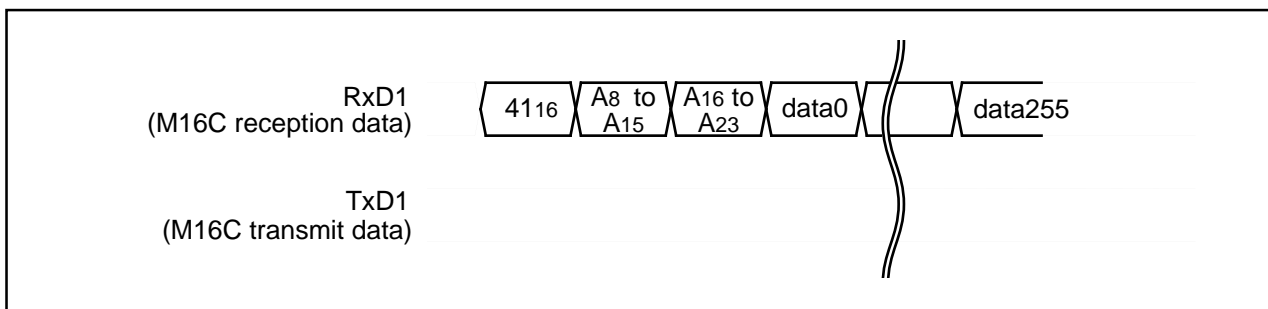 RxD1
(M16C reception data)
4116
A8 to
A15
A16 to
A23
data0
data255
TxD1
(M16C transmit data)